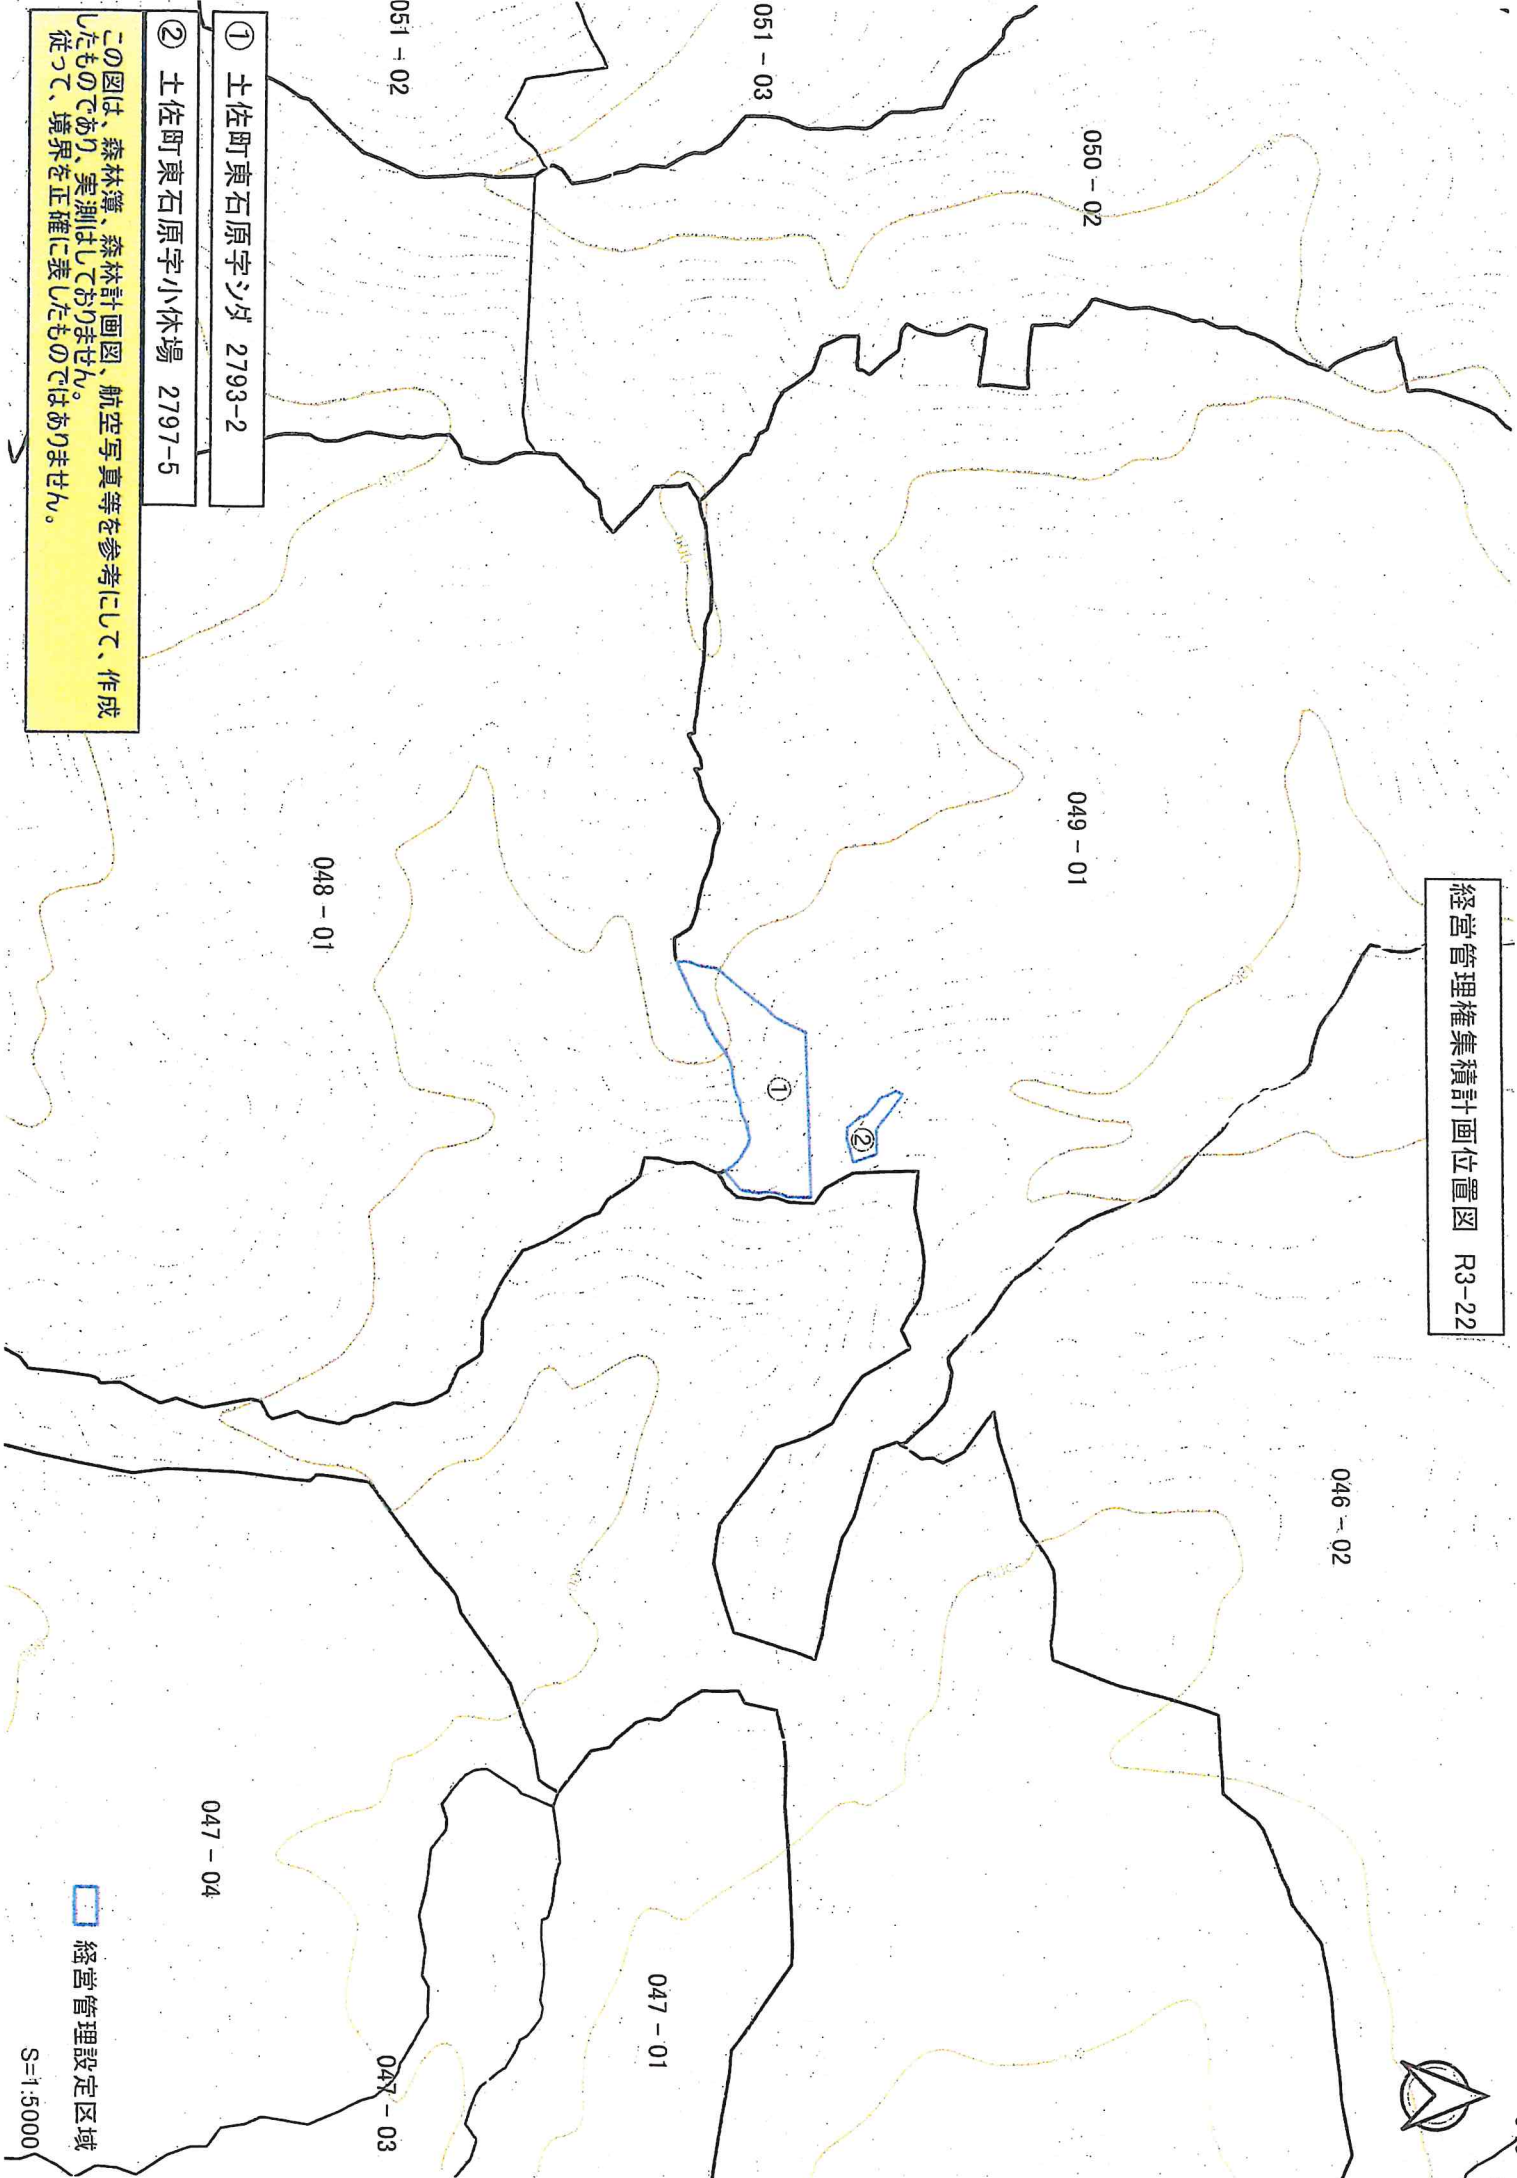 経営管理権集積計画位置図 R3-22
046-02
050-02
049-01
051-03
047-01
051-02
048-01
047-03
047-04
①
②
① 土佐町東石原字シダ 2793-2
② 土佐町東石原字小休場 2797-5
この図は、森林簿、森林計画図、航空写真等を参考にして、作成
したものであり、実測はしておりません。
従って、境界を正確に表したものではありません。
経営管理設定区域
S=1:5000